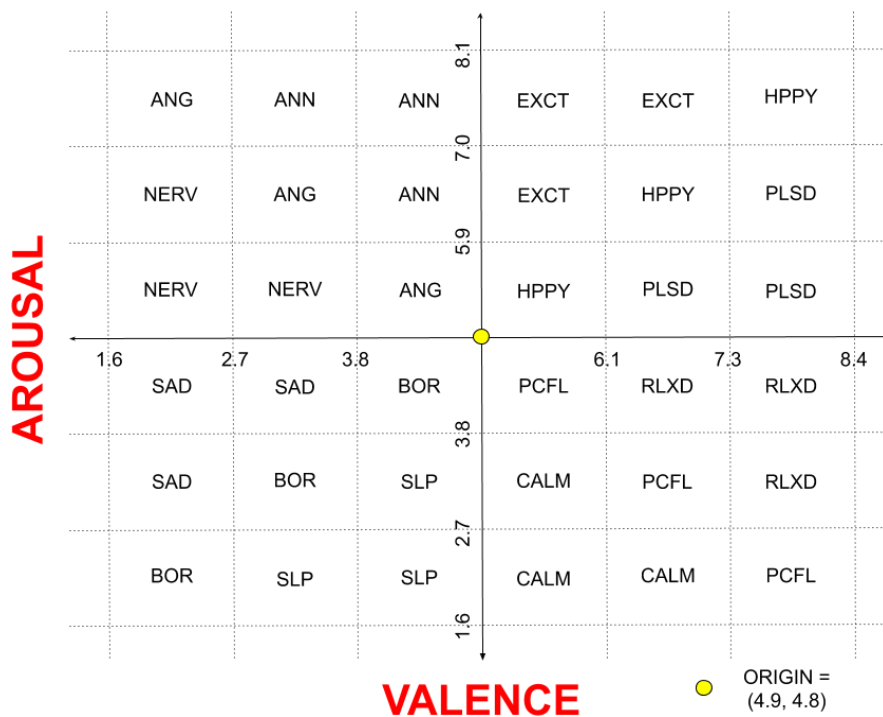 8.1
ANG ANN ANN EXCT EXCT HPPY
7.0
NERV ANG ANN EXCT HPPY PLSD
5.9
NERV NERV ANG HPPY PLSD PLSD
AROUSAL
1.6 2.7 3.8 6.1 7.3 8.4
SAD SAD BOR PCFL RLXD RLXD
3.8
SAD BOR SLP CALM PCFL RLXD
2.7
BOR SLP SLP CALM CALM PCFL
1.6
VALENCE
ORIGIN =
(4.9, 4.8)